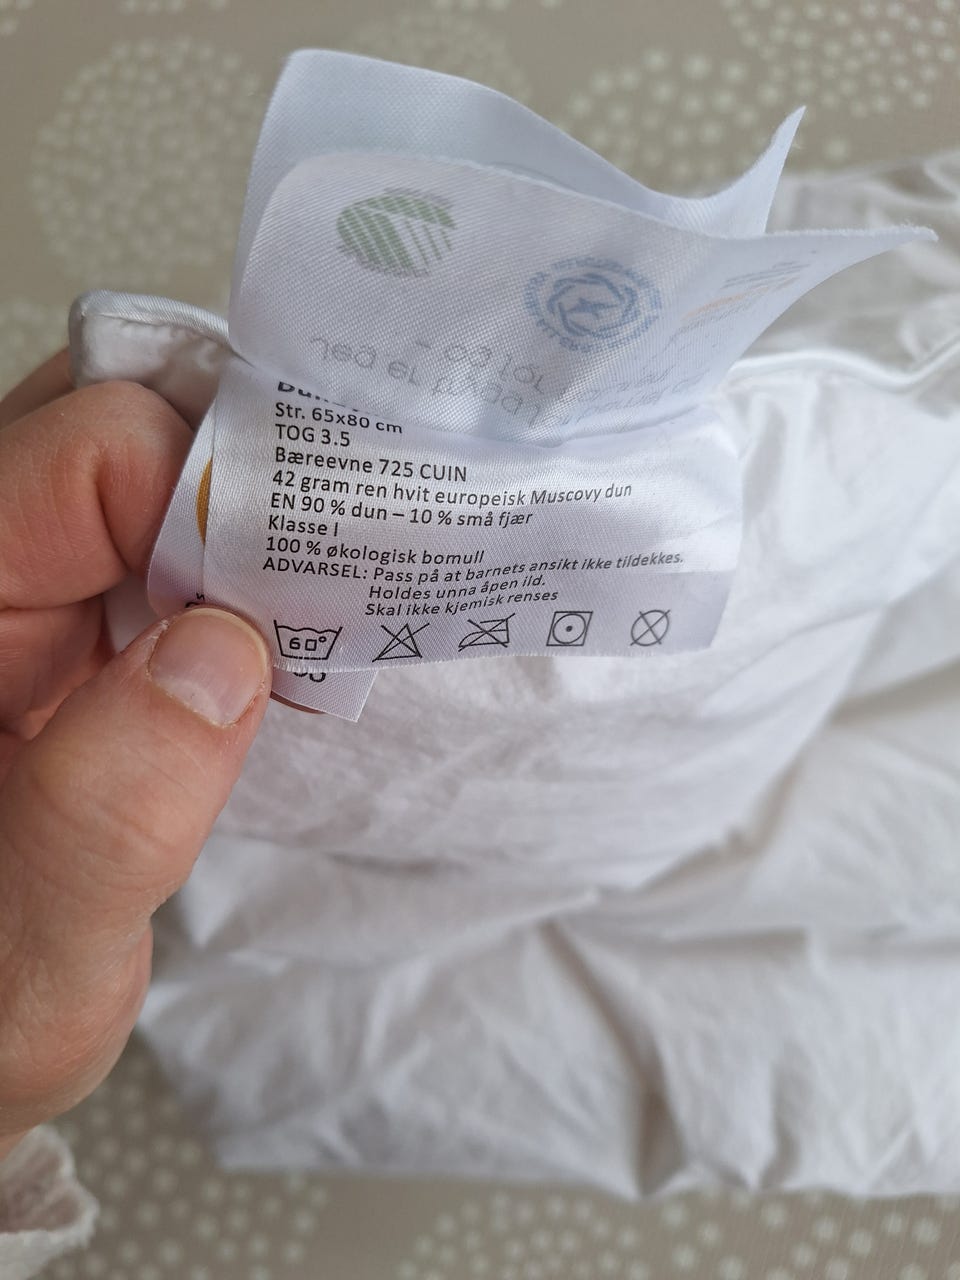 Str. 65x80 cm
TOG 3.5
Bæreevne 725 CUIN
42 gram ren hvit europeisk Muscovy dun
EN 90 % dun – 10 % små fjær
Klasse I
100 % økologisk bomull
ADVARSEL: Pass på at barnets ansikt ikke tildekkes.
Holdes unna åpen ild.
Skal ikke kjemisk renses
60°